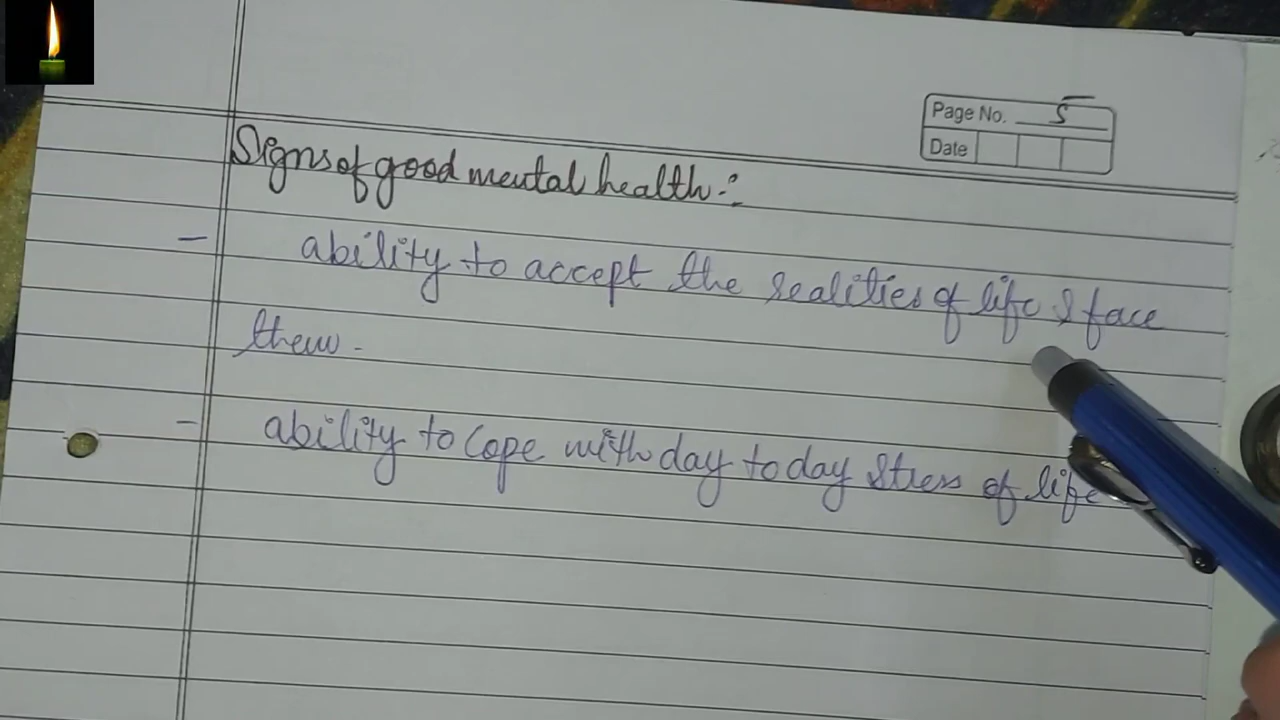 Page No. 5
Date
Signs of good mental health :-
- ability to accept the realities of life & face
them.
- ability to cope with day to day stress of life